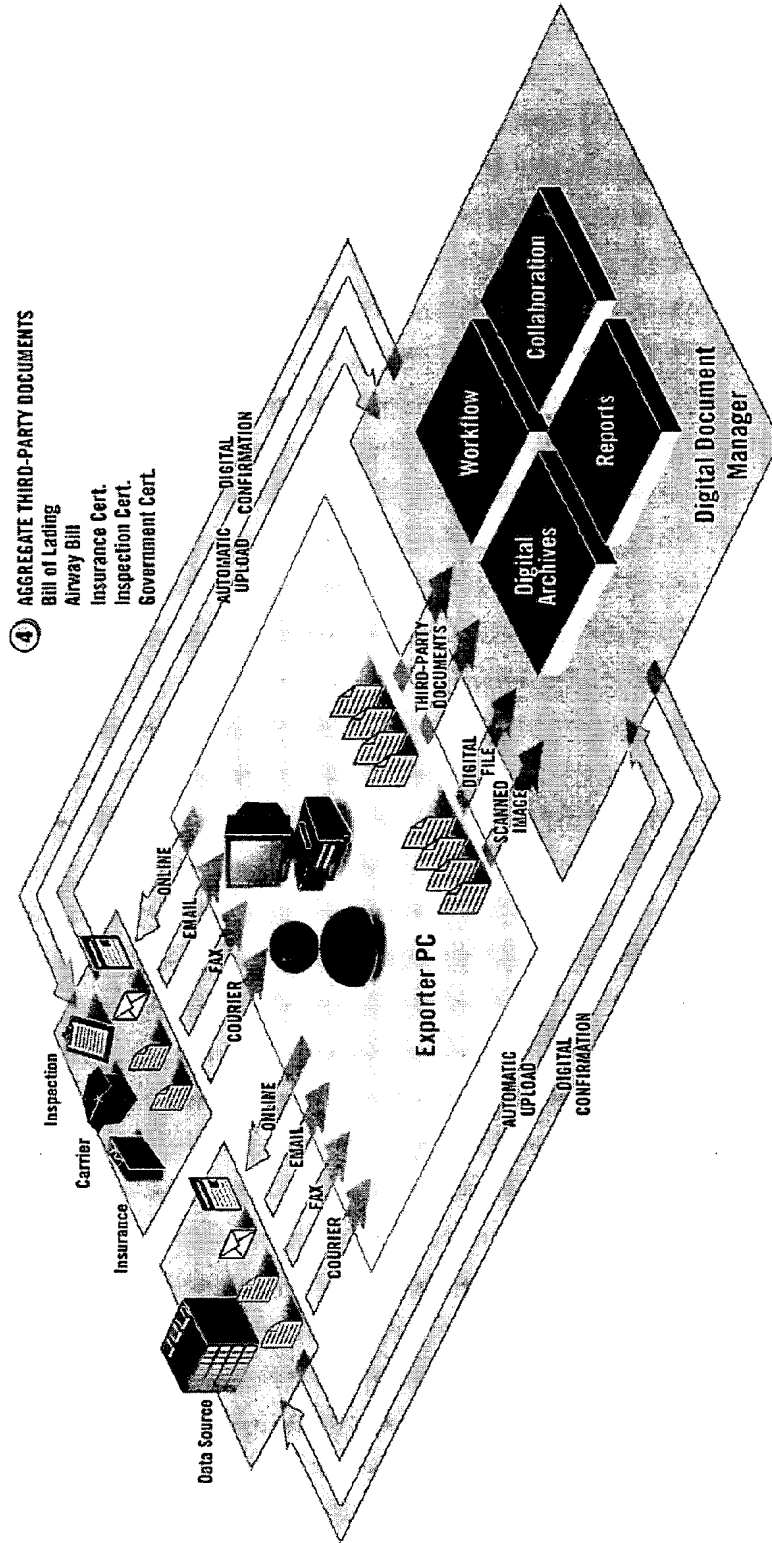 ④ AGGREGATE THIRD-PARTY DOCUMENTS
Bill of Lading
Airway Bill
Insurance Cert.
Inspection Cert.
Government Cert.
Inspection
Carrier
Insurance
Data Source
ONLINE
EMAIL
FAX
COURIER
ONLINE
EMAIL
FAX
COURIER
AUTOMATIC
UPLOAD
DIGITAL
CONFIRMATION
Exporter PC
THIRD-PARTY
DOCUMENTS
DIGITAL
FILE
SCANNED
IMAGE
AUTOMATIC
UPLOAD
DIGITAL
CONFIRMATION
Workflow
Collaboration
Digital
Archives
Reports
Digital Document
Manager